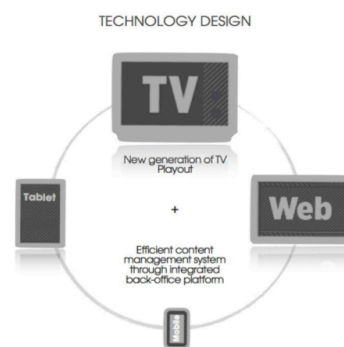 TECHNOLOGY DESIGN
TV
New generation of TV
Playout
Tablet
+
Web
Efficient content
management system
through integrated
back-office platform
Mobile